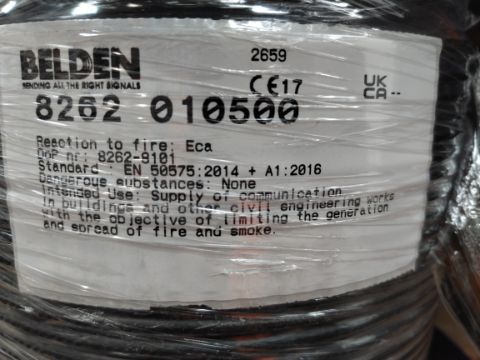 BELDEN
SENDING ALL THE RIGHT SIGNALS
2659
CE 17
UK
CA --
8262 010500
Reaction to fire: Eca
DoP nr: 8262-9101
Standard : EN 50575:2014 + A1:2016
Dangerous substances: None
Intended Use: Supply of communication
in buildings and other civil engineering works
with the objective of limiting the generation
and spread of fire and smoke.